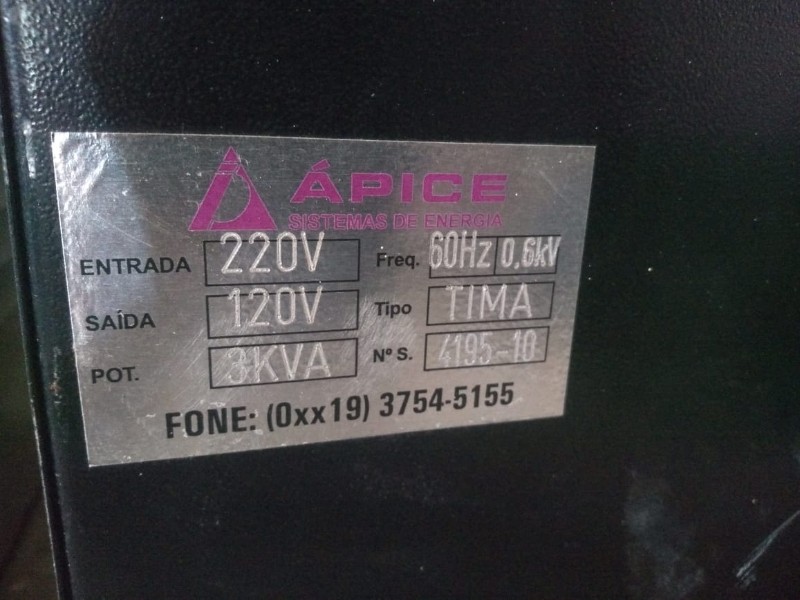 ÁPICE
SISTEMAS DE ENERGIA
ENTRADA 220V Freq. 60Hz 0,6kV
SAÍDA 120V Tipo TIMA
POT. 3KVA Nº S. 4195-10
FONE: (0xx19) 3754-5155